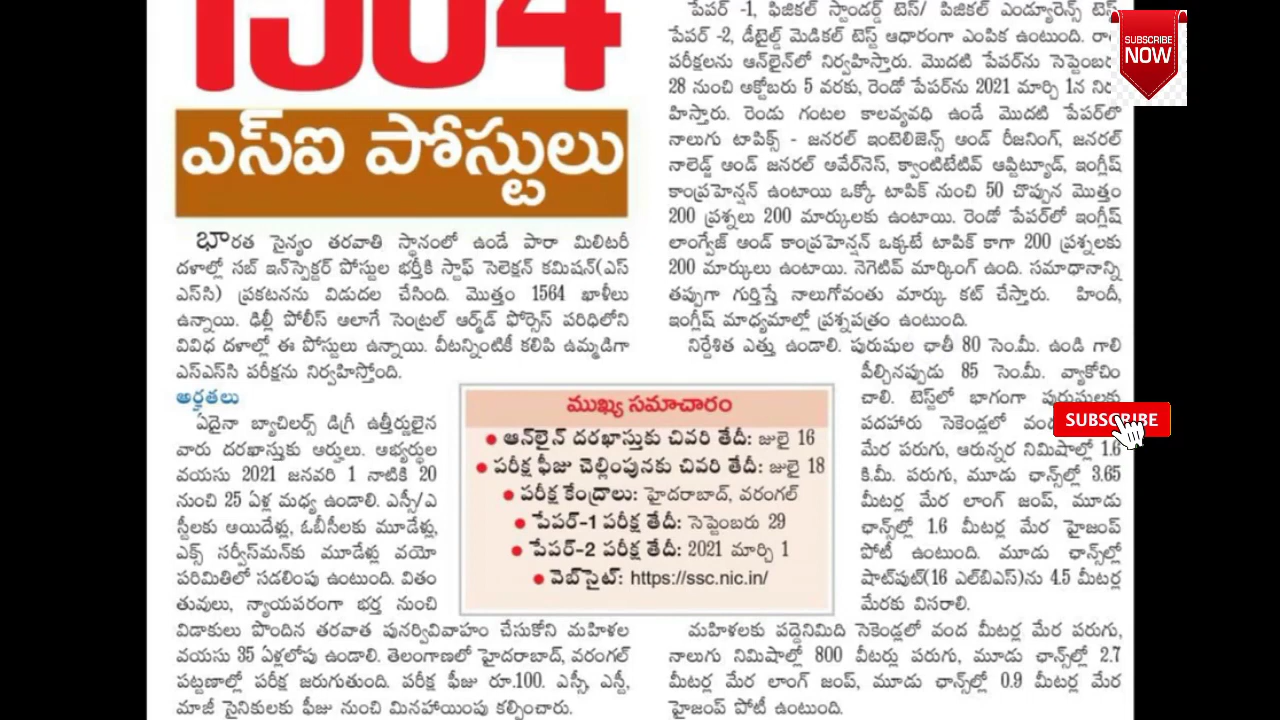 1564
ఎస్ఐ పోస్టులు
భారత సైన్యం తరవాతి స్థానంలో ఉండే పారా మిలిటరీ
దళాల్లో సబ్ ఇన్‌స్పెక్టర్ పోస్టుల భర్తీకి స్టాఫ్ సెలెక్షన్ కమిషన్(ఎస్
ఎస్‌సి) ప్రకటనను విడుదల చేసింది. మొత్తం 1564 ఖాళీలు
ఉన్నాయి. ఢిల్లీ పోలీస్ అలాగే సెంట్రల్ ఆర్మ్‌డ్ ఫోర్సెస్ పరిధిలోని
వివిధ దళాల్లో ఈ పోస్టులు ఉన్నాయి. వీటన్నింటికీ కలిపి ఉమ్మడిగా
ఎస్ఎస్‌సి పరీక్షను నిర్వహిస్తోంది.
అర్హతలు
ఏదైనా బ్యాచిలర్స్ డిగ్రీ ఉత్తీర్ణులైన
వారు దరఖాస్తుకు అర్హులు. అభ్యర్థుల
వయసు 2021 జనవరి 1 నాటికి 20
నుంచి 25 ఏళ్ల మధ్య ఉండాలి. ఎస్సీ/ఎ
స్టీలకు అయిదేళ్లు, ఓబీసీలకు మూడేళ్లు,
ఎక్స్ సర్వీస్‌మన్‌కు మూడేళ్లు వయో
పరిమితిలో సడలింపు ఉంటుంది. వితం
తువులు, న్యాయపరంగా భర్త నుంచి
విడాకులు పొందిన తరవాత పునర్వివివాహం చేసుకోని మహిళల
వయసు 35 ఏళ్లలోపు ఉండాలి. తెలంగాణలో హైదరాబాద్, వరంగల్
పట్టణాల్లో పరీక్ష జరుగుతుంది. పరీక్ష ఫీజు రూ.100. ఎస్సీ, ఎస్టీ,
మాజీ సైనికులకు ఫీజు నుంచి మినహాయింపు కల్పించారు.
ముఖ్య సమాచారం
● ఆన్‌లైన్ దరఖాస్తుకు చివరి తేదీ: జులై 16
● పరీక్ష ఫీజు చెల్లింపునకు చివరి తేదీ: జులై 18
● పరీక్ష కేంద్రాలు: హైదరాబాద్, వరంగల్
● పేపర్-1 పరీక్ష తేదీ: సెప్టెంబరు 29
● పేపర్-2 పరీక్ష తేదీ: 2021 మార్చి 1
● వెబ్‌సైట్: https://ssc.nic.in/
పేపర్ -1, ఫిజికల్ స్టాండర్డ్ టెస్/ పిజికల్ ఎండ్యూరెన్స్ టెస్ట్
పేపర్ -2, డీటైల్డ్ మెడికల్ టెస్ట్ ఆధారంగా ఎంపిక ఉంటుంది.
పరీక్షలను ఆన్‌లైన్‌లో నిర్వహిస్తారు. మొదటి పేపర్‌ను సెప్టెంబరు
28 నుంచి అక్టోబరు 5 వరకు, రెండో పేపర్‌ను 2021 మార్చి 1న నిర్వ
హిస్తారు. రెండు గంటల కాలవ్యవధి ఉండే మొదటి పేపర్‌లో
నాలుగు టాపిక్స్ - జనరల్ ఇంటెలిజెన్స్ అండ్ రీజనింగ్, జనరల్
నాలెడ్జ్ అండ్ జనరల్ అవేర్‌నెస్, క్వాంటిటేటివ్ ఆప్టిట్యూడ్, ఇంగ్లీష్
కాంప్రహెన్షన్ ఉంటాయి ఒక్కో టాపిక్ నుంచి 50 చొప్పున మొత్తం
200 ప్రశ్నలు 200 మార్కులకు ఉంటాయి. రెండో పేపర్‌లో ఇంగ్లీష్
లాంగ్వేజ్ అండ్ కాంప్రహెన్షన్ ఒక్కటే టాపిక్ కాగా 200 ప్రశ్నలకు
200 మార్కులు ఉంటాయి. నెగెటివ్ మార్కింగ్ ఉంది. సమాధానాన్ని
తప్పుగా గుర్తిస్తే నాలుగోవంతు మార్కు కట్ చేస్తారు. హిందీ,
ఇంగ్లీష్ మాధ్యమాల్లో ప్రశ్నపత్రం ఉంటుంది.
నిర్దేశిత ఎత్తు ఉండాలి. పురుషుల ఛాతీ 80 సెం.మీ. ఉండి గాలి
పీల్చినప్పుడు 85 సెం.మీ. వ్యాకోచిం
చాలి. టెస్ట్‌లో భాగంగా పురుషులకు
పదహారు సెకెండ్లలో
మేర పరుగు, ఆరున్నర నిమిషాల్లో 1.6
కి.మీ. పరుగు, మూడు ఛాన్స్‌ల్లో 3.65
మీటర్ల మేర లాంగ్ జంప్, మూడు
ఛాన్స్‌ల్లో 1.6 మీటర్ల మేర హైజంప్
పోటీ ఉంటుంది. మూడు ఛాన్స్‌ల్లో
షాట్‌పుట్(16 ఎల్‌బిఎస్)ను 4.5 మీటర్ల
మేరకు విసరాలి.
మహిళలకు పద్దెనిమిది సెకెండ్లలో వంద మీటర్ల మేర పరుగు,
నాలుగు నిమిషాల్లో 800 వీటర్లు పరుగు, మూడు ఛాన్స్‌ల్లో 2.7
మీటర్ల మేర లాంగ్ జంప్, మూడు ఛాన్స్‌ల్లో 0.9 మీటర్ల మేర
హైజంప్ పోటీ ఉంటుంది.
SUBSCRIBE
NOW
SUBSCRIBE